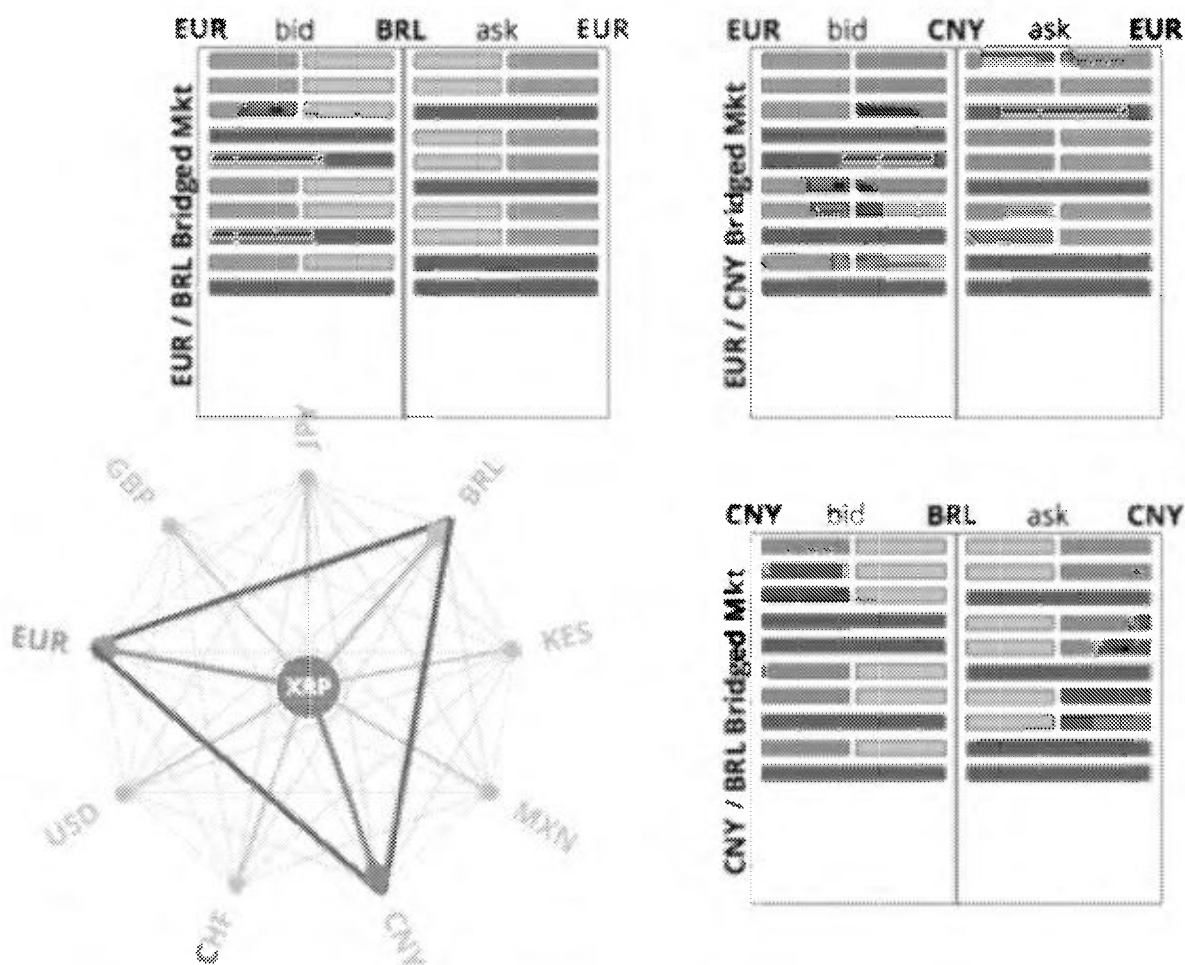 EUR bid BRL ask EUR
EUR / BRL Bridged Mkt
EUR bid CNY ask EUR
EUR / CNY Bridged Mkt
JPY
GBP
BRL
EUR
XRP
KES
USD
MXN
CHF
CNY
CNY bid BRL ask CNY
CNY / BRL Bridged Mkt